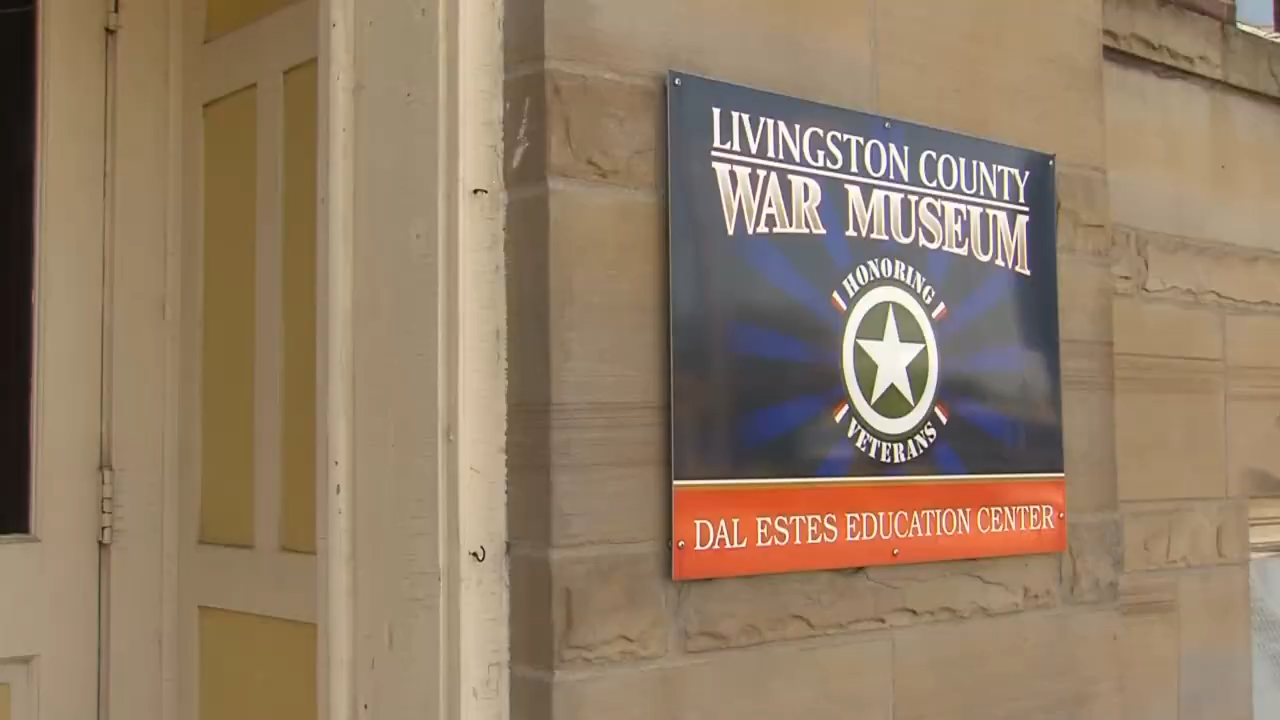 LIVINGSTON COUNTY
WAR MUSEUM
HONORING
VETERANS
DAL ESTES EDUCATION CENTER